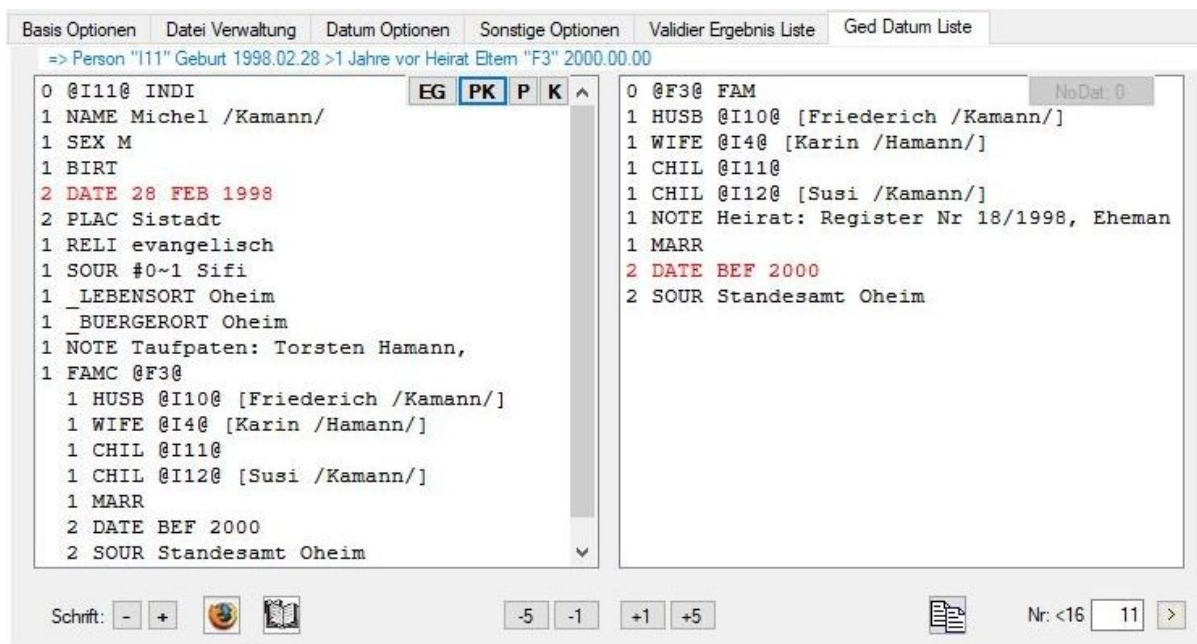 Basis Optionen Datei Verwaltung Datum Optionen Sonstige Optionen Validier Ergebnis Liste Ged Datum Liste
=> Person "I11" Geburt 1998.02.28 >1 Jahre vor Heirat Eltern "F3" 2000.00.00
0 @I11@ INDI
EG PK P K
1 NAME Michel /Kamann/
1 SEX M
1 BIRT
2 DATE 28 FEB 1998
2 PLAC Sistadt
1 RELI evangelisch
1 SOUR #0~1 Sifi
1 _LEBENSORT Oheim
1 _BUERGERORT Oheim
1 NOTE Taufpaten: Torsten Hamann,
1 FAMC @F3@
1 HUSB @I10@ [Friederich /Kamann/]
1 WIFE @I4@ [Karin /Hamann/]
1 CHIL @I11@
1 CHIL @I12@ [Susi /Kamann/]
1 MARR
2 DATE BEF 2000
2 SOUR Standesamt Oheim
0 @F3@ FAM
NoDat: 0
1 HUSB @I10@ [Friederich /Kamann/]
1 WIFE @I4@ [Karin /Hamann/]
1 CHIL @I11@
1 CHIL @I12@ [Susi /Kamann/]
1 NOTE Heirat: Register Nr 18/1998, Eheman
1 MARR
2 DATE BEF 2000
2 SOUR Standesamt Oheim
Schrift: - + -5 -1 +1 +5 Nr: <16 11 >